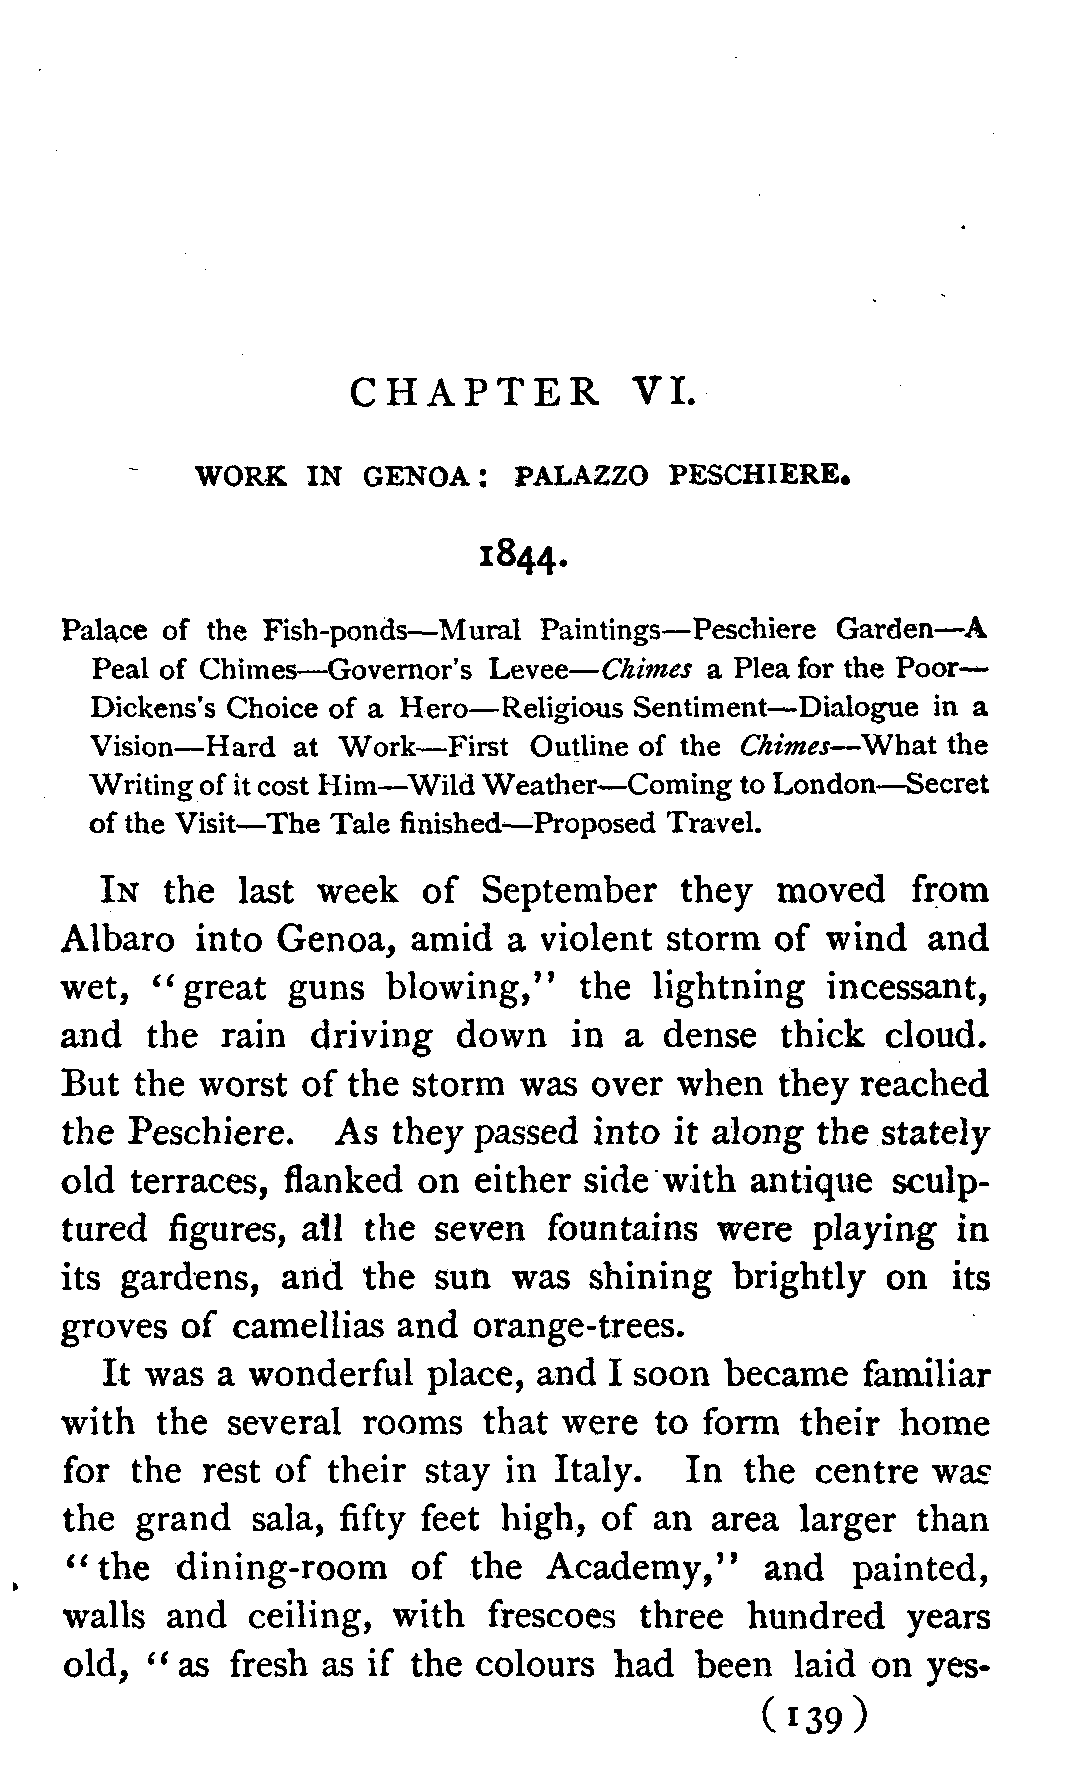 CHAPTER VI.
WORK IN GENOA: PALAZZO PESCHIERE.
1844.
Palace of the Fish-ponds—Mural Paintings—Peschiere Garden—A
Peal of Chimes—Governor's Levee—Chimes a Plea for the Poor—
Dickens's Choice of a Hero—Religious Sentiment—Dialogue in a
Vision—Hard at Work—First Outline of the Chimes—What the
Writing of it cost Him—Wild Weather—Coming to London—Secret
of the Visit—The Tale finished—Proposed Travel.
In the last week of September they moved from
Albaro into Genoa, amid a violent storm of wind and
wet, "great guns blowing," the lightning incessant,
and the rain driving down in a dense thick cloud.
But the worst of the storm was over when they reached
the Peschiere. As they passed into it along the stately
old terraces, flanked on either side with antique sculp-
tured figures, all the seven fountains were playing in
its gardens, and the sun was shining brightly on its
groves of camellias and orange-trees.
It was a wonderful place, and I soon became familiar
with the several rooms that were to form their home
for the rest of their stay in Italy. In the centre was
the grand sala, fifty feet high, of an area larger than
"the dining-room of the Academy," and painted,
walls and ceiling, with frescoes three hundred years
old, "as fresh as if the colours had been laid on yes-
(139)